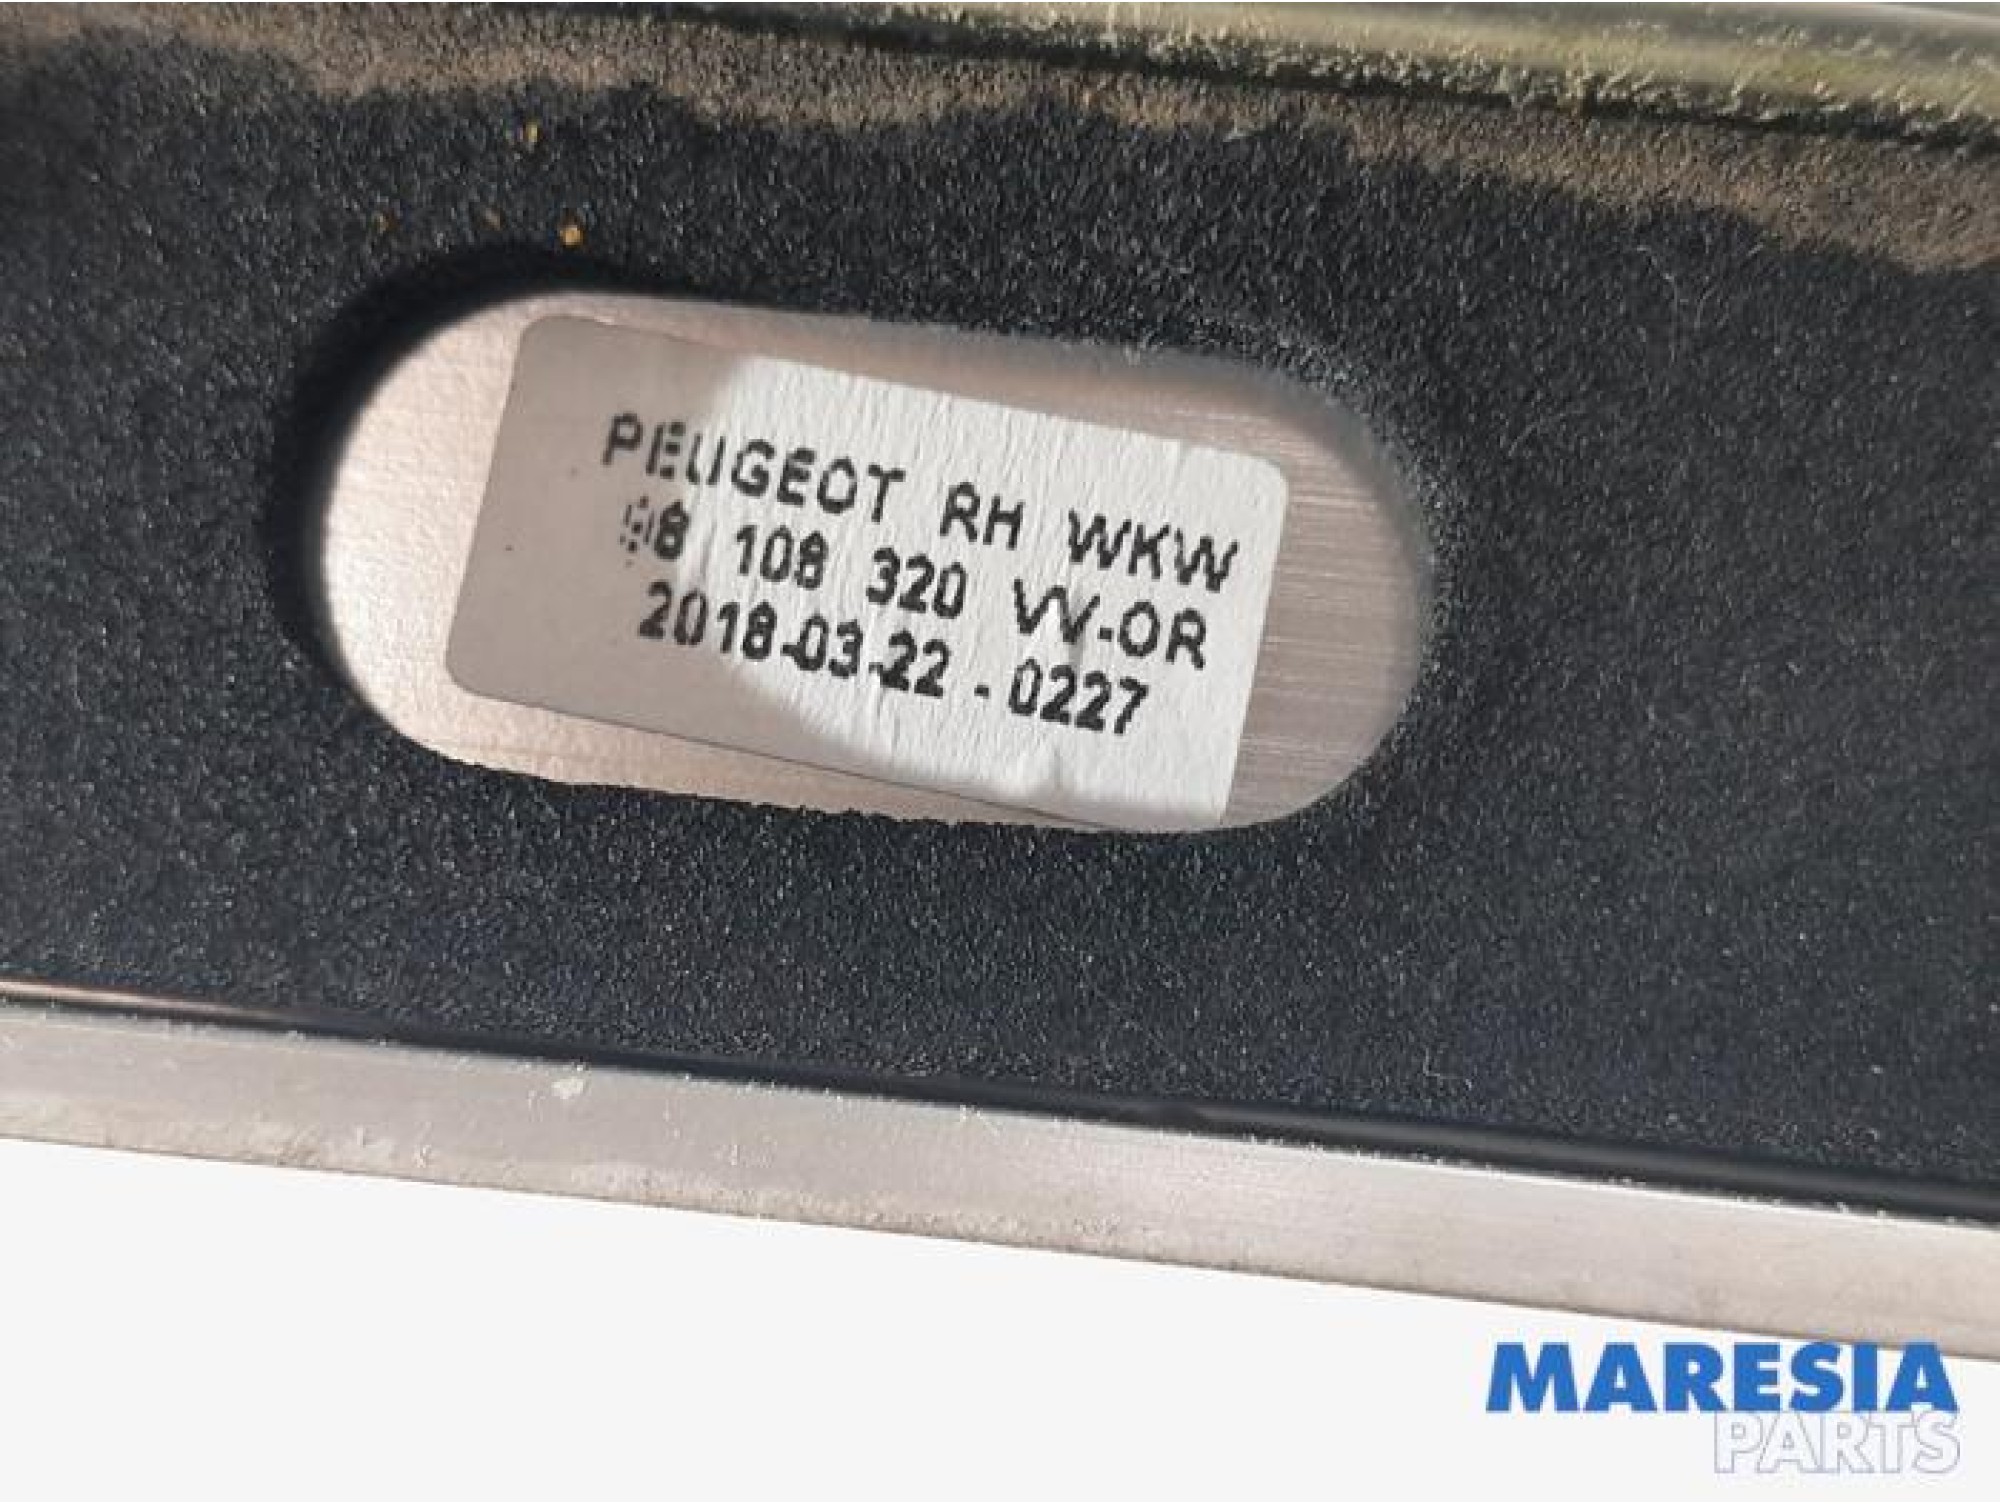 PEUGEOT RH WKW
98 108 320 VV-OR
2018-03-22 - 0227
MARESIA
PARTS